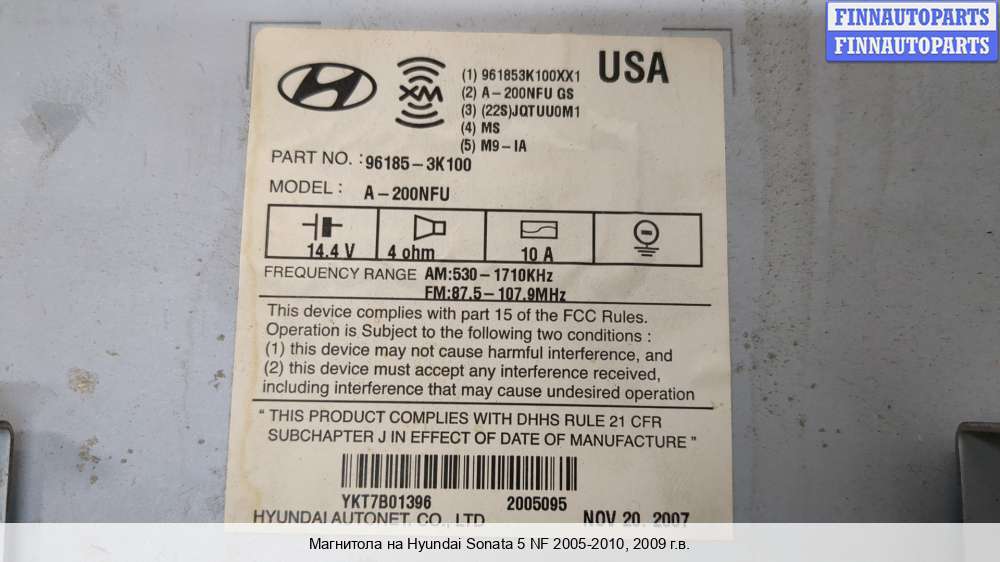 FINNAUTOPARTS
FINNAUTOPARTS
XM
(1) 961853K100XX1
(2) A-200NFU GS
(3) (22S)JQTUU0M1
(4) MS
(5) M9-IA
USA
PART NO. : 96185-3K100
MODEL : A-200NFU
14.4 V
4 ohm
10 A
FREQUENCY RANGE AM:530-1710KHz
FM:87.5-107.9MHz
This device complies with part 15 of the FCC Rules.
Operation is Subject to the following two conditions :
(1) this device may not cause harmful interference, and
(2) this device must accept any interference received,
including interference that may cause undesired operation
" THIS PRODUCT COMPLIES WITH DHHS RULE 21 CFR
SUBCHAPTER J IN EFFECT OF DATE OF MANUFACTURE "
YKT7B01396 2005095
HYUNDAI AUTONET. CO., LTD NOV 20, 2007
Магнитола на Hyundai Sonata 5 NF 2005-2010, 2009 г.в.